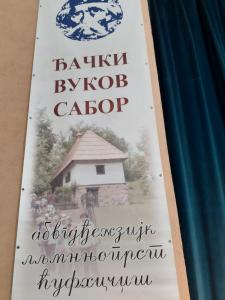 ЂАЧКИ
ВУКОВ
САБОР
абвгдђежзијк
лљмнњопрст
ћуфхцчџш